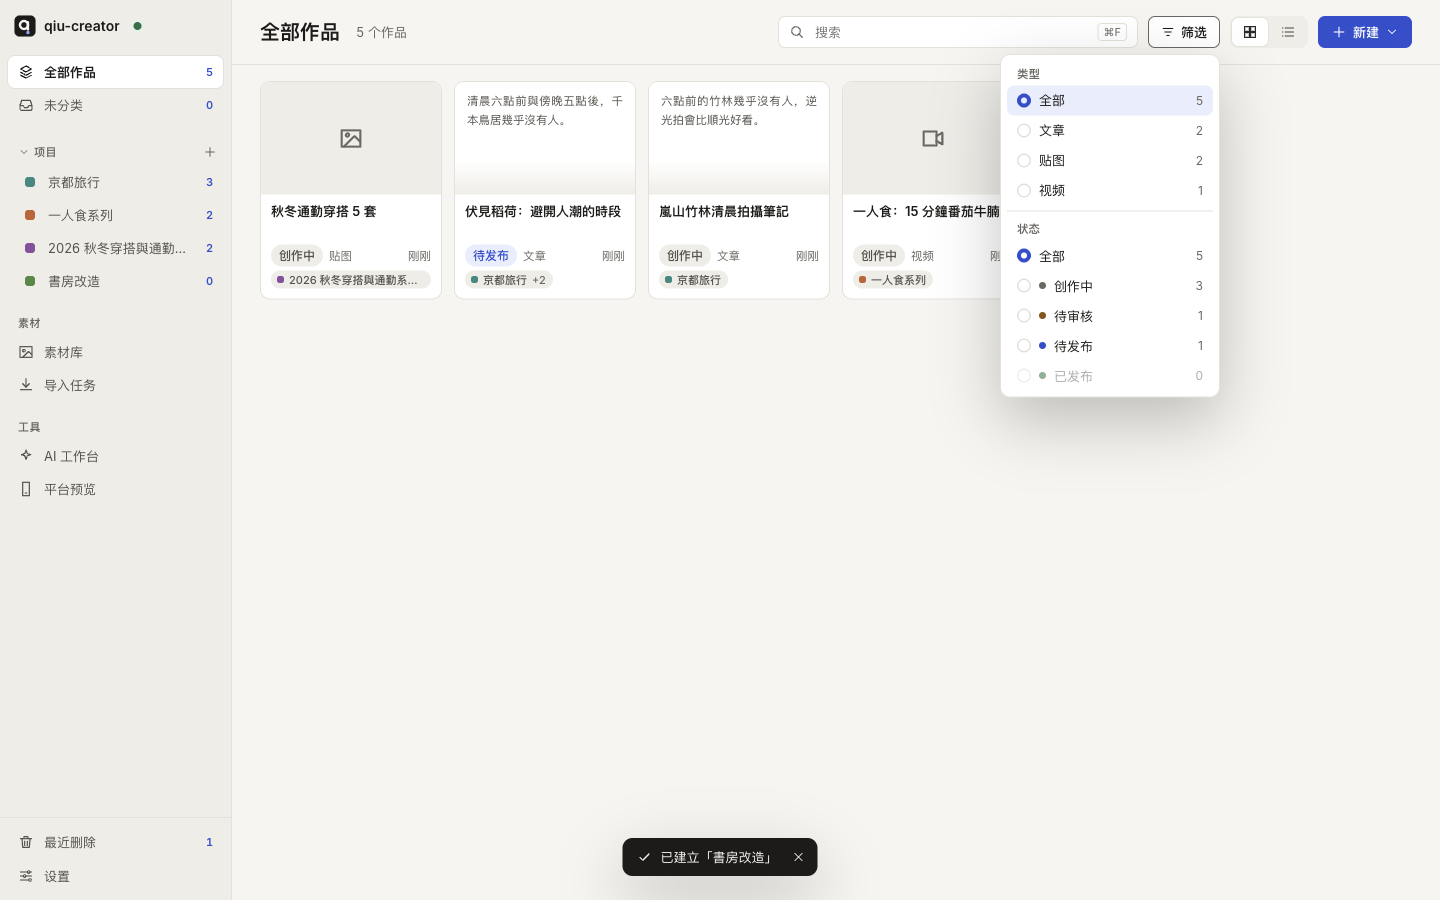 qiu-creator
全部作品 5
未分类 0
项目
京都旅行 3
一人食系列 2
2026 秋冬穿搭與通勤... 2
書房改造 0
素材
素材库
导入任务
工具
AI 工作台
平台预览
最近删除 1
设置
全部作品 5 个作品
搜索 ⌘F
筛选
新建
秋冬通勤穿搭 5 套
创作中 贴图 刚刚
2026 秋冬穿搭與通勤系...
清晨六點前與傍晚五點後，千
本鳥居幾乎沒有人。
伏見稻荷：避開人潮的時段
待发布 文章 刚刚
京都旅行 +2
六點前的竹林幾乎沒有人，逆
光拍會比順光好看。
嵐山竹林清晨拍攝筆記
创作中 文章 刚刚
京都旅行
一人食：15 分鐘番茄牛腩
创作中 视频 刚
一人食系列
类型
全部 5
文章 2
贴图 2
视频 1
状态
全部 5
创作中 3
待审核 1
待发布 1
已发布 0
已建立「書房改造」